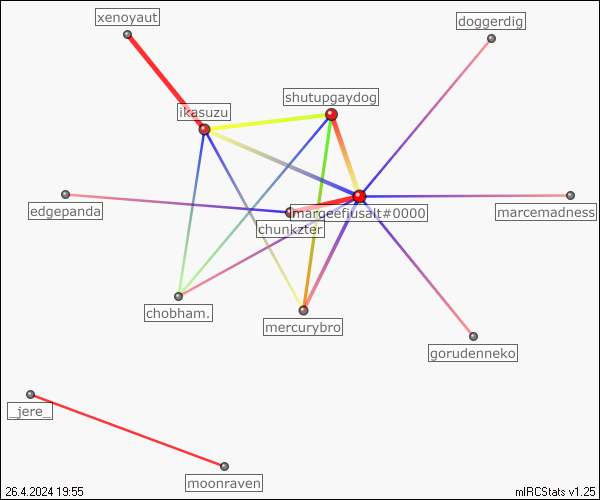 xenoyaut
doggerdig
shutupgaydog
ikasuzu
edgepanda
margeefiusalt#0000
marcemadness
chunkzter
chobham.
mercurybro
gorudenneko
_jere_
moonraven
26.4.2024 19:55
mIRCStats v1.25